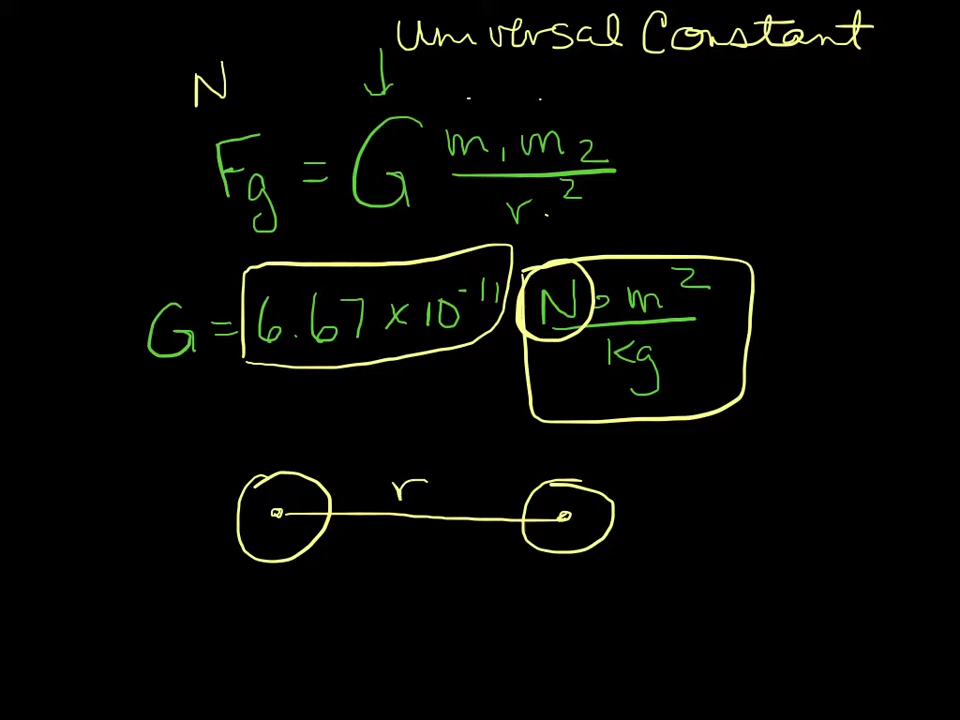 Universal Constant
N
↓
Fg = G m₁m₂ / r²
G = 6.67 × 10⁻¹¹ N · m² / kg
r